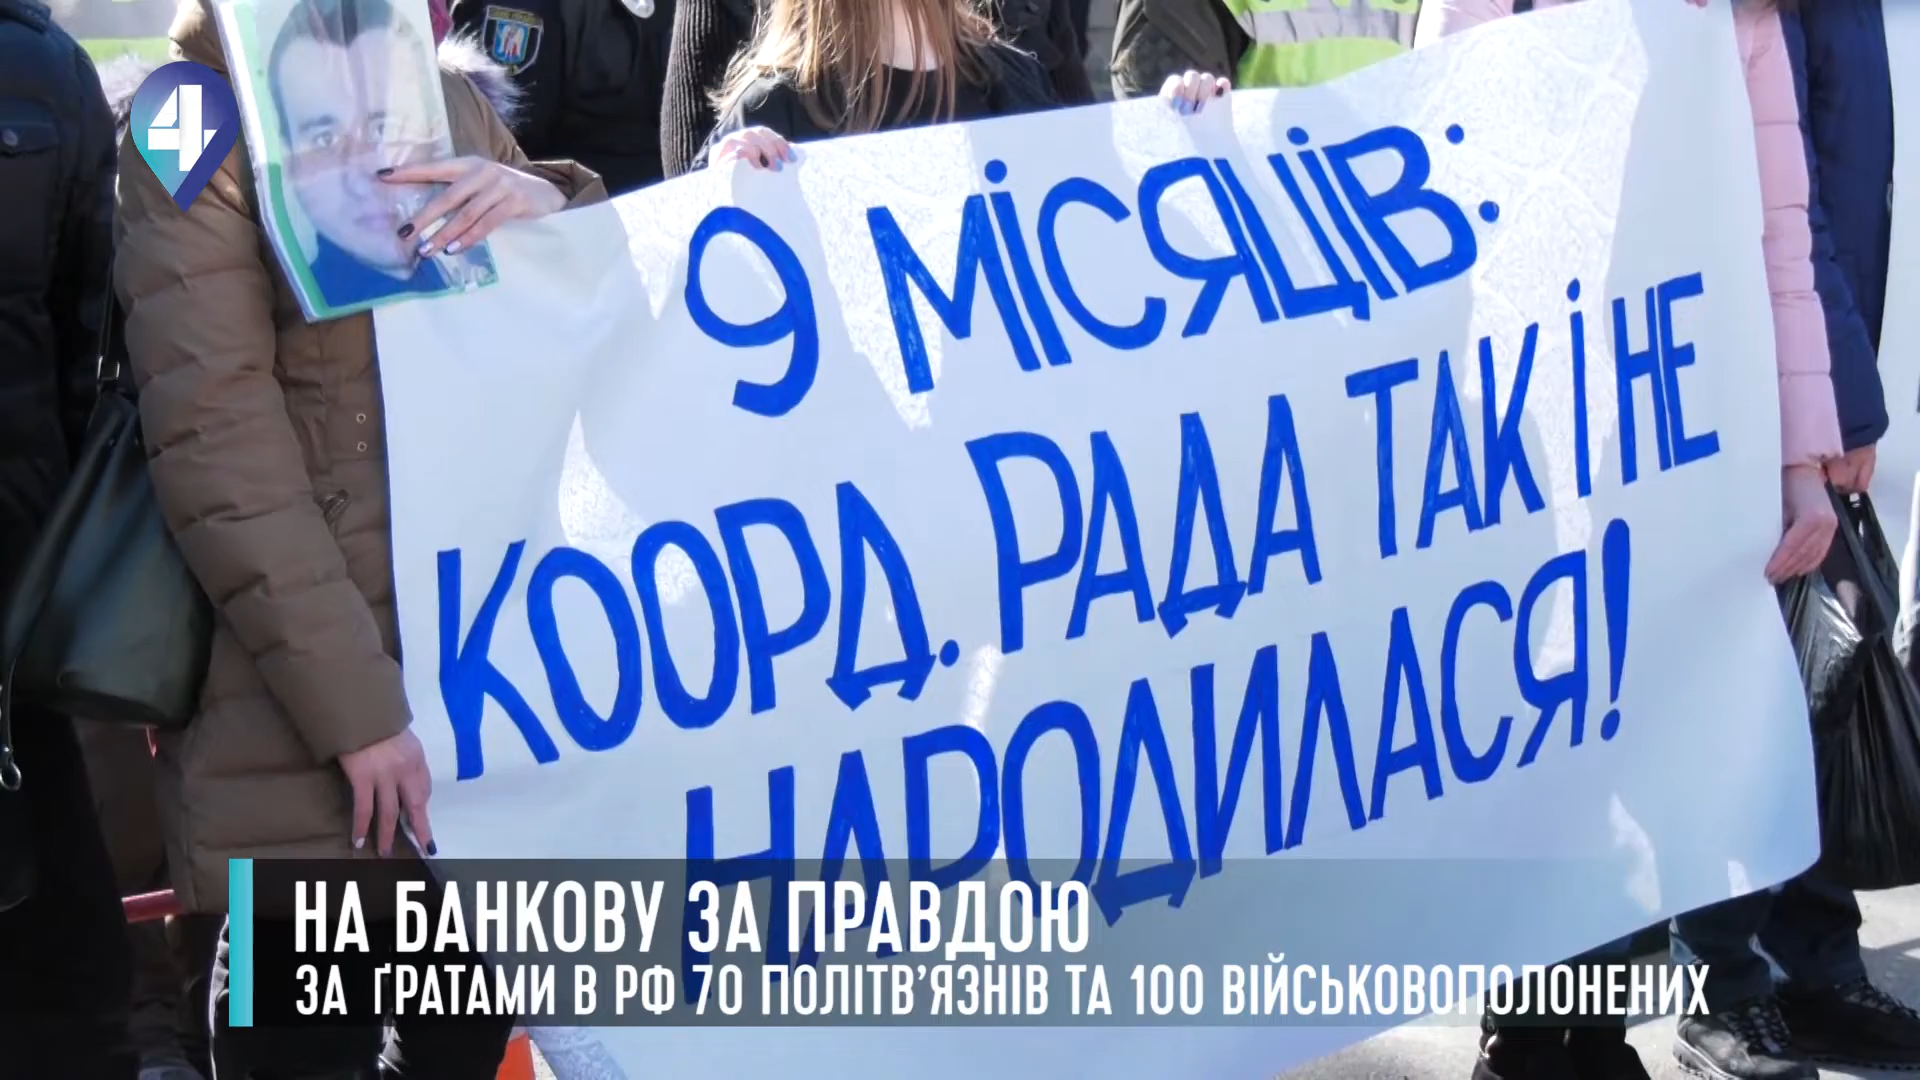 4
9 МІСЯЦІВ:
КООРД. РАДА ТАК І НЕ
НАРОДИЛАСЯ!
НА БАНКОВУ ЗА ПРАВДОЮ
ЗА ҐРАТАМИ В РФ 70 ПОЛІТВ'ЯЗНІВ ТА 100 ВІЙСЬКОВОПОЛОНЕНИХ